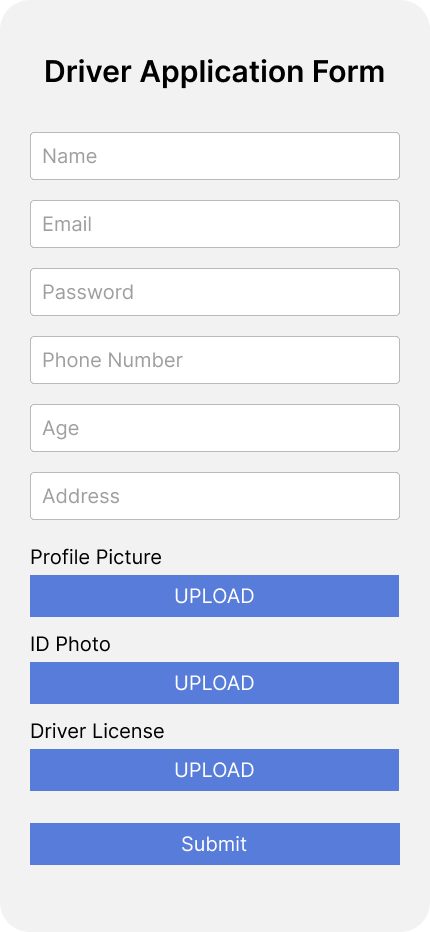 Driver Application Form
Name
Email
Password
Phone Number
Age
Address
Profile Picture
UPLOAD
ID Photo
UPLOAD
Driver License
UPLOAD
Submit